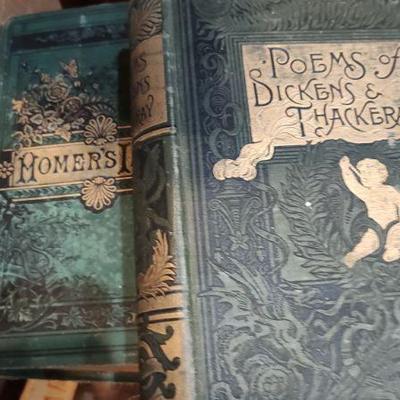 HOMER'S I
POEMS of
DICKENS &
THACKERA